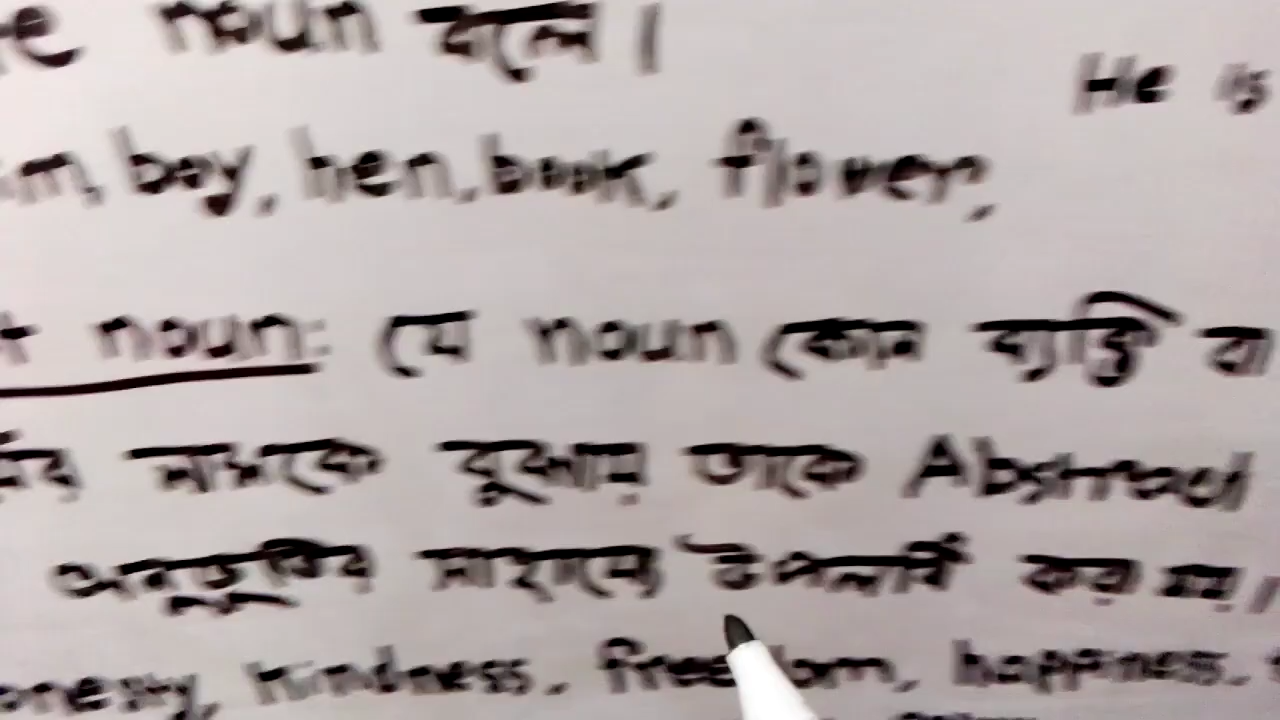 noun বলে।
He is
boy, hen, book, flower,
noun: যে noun কোন ব্যক্তি বা
নামকে বুঝায় তাকে Abstract
অনুভূতির সাহায্যে উপলব্ধি করা যায়।
kindness, freedom, happiness,